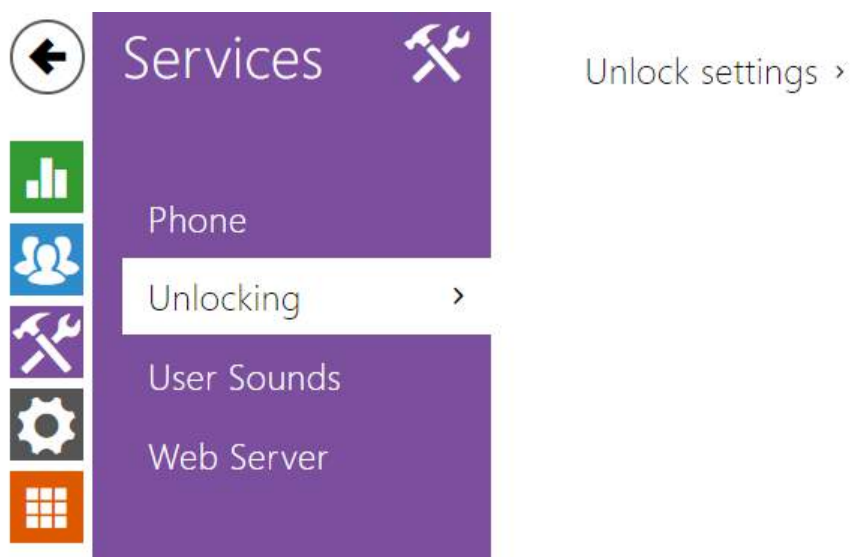 Services
Phone
Unlocking
User Sounds
Web Server
Unlock settings ›